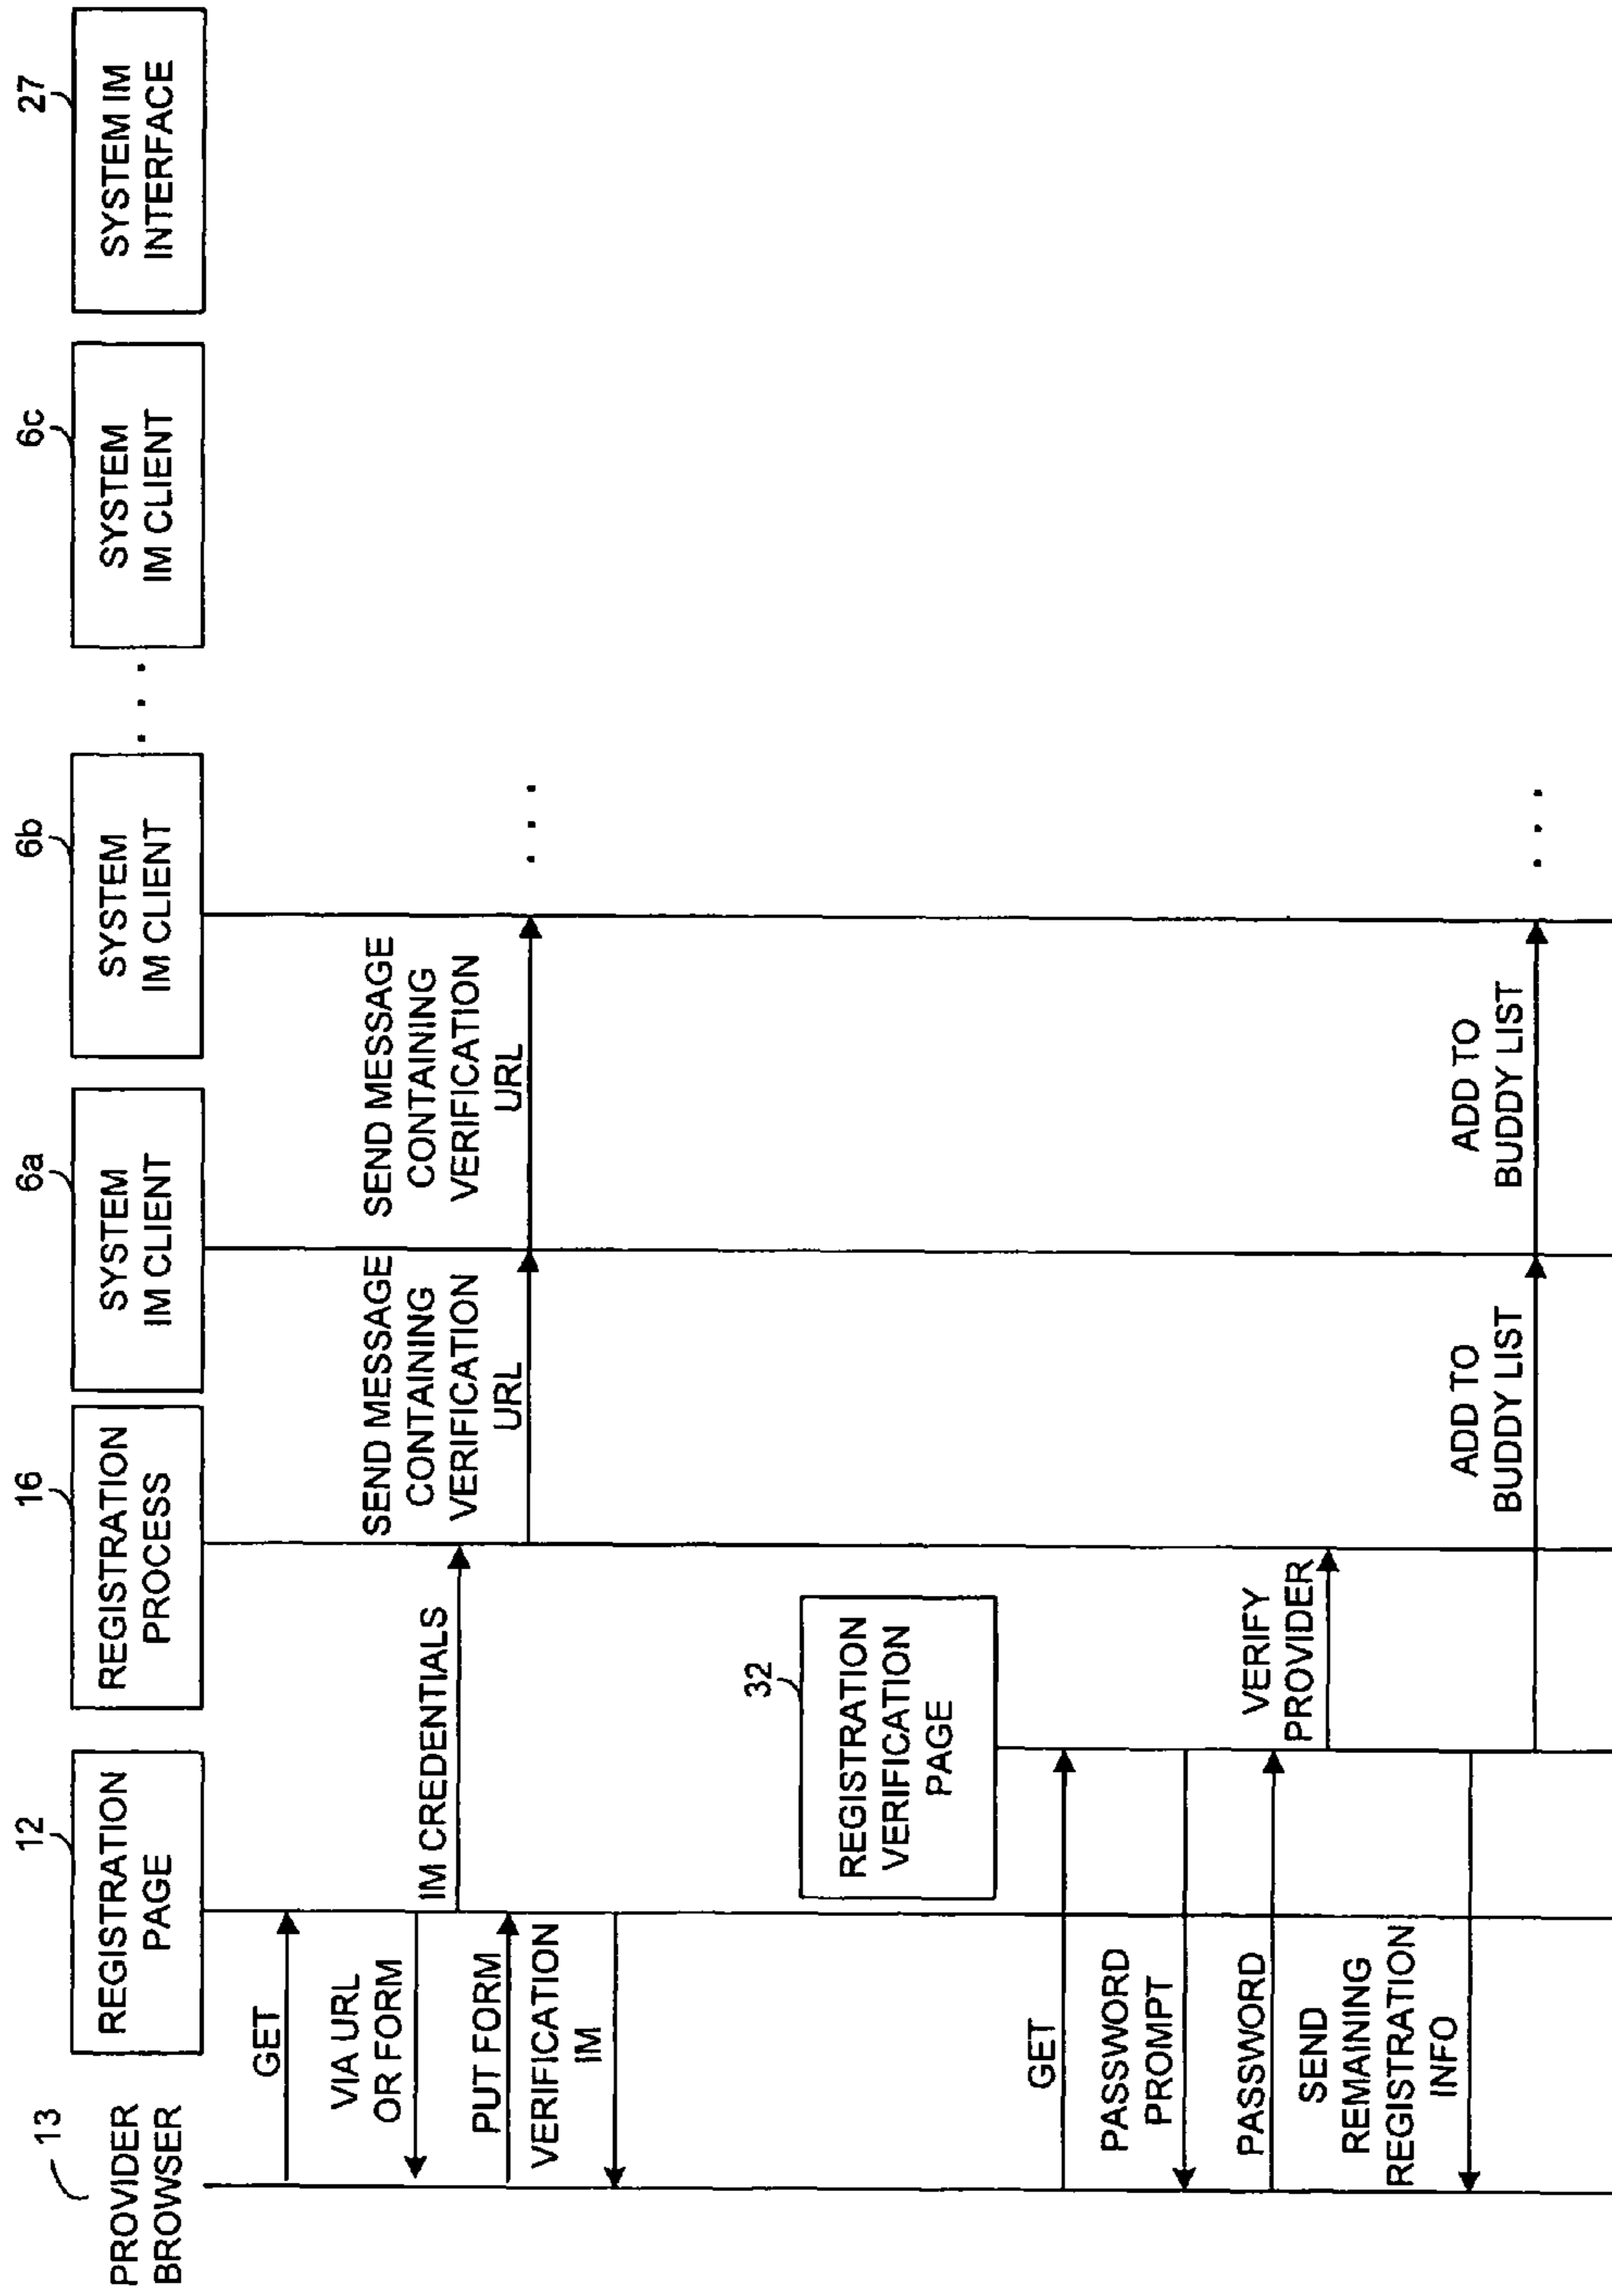 13
PROVIDER
BROWSER
12
REGISTRATION
PAGE
16
REGISTRATION
PROCESS
6a
SYSTEM
IM CLIENT
6b
SYSTEM
IM CLIENT
. . .
6c
SYSTEM
IM CLIENT
27
SYSTEM IM
INTERFACE
GET
VIA URL
OR FORM
IM CREDENTIALS
PUT FORM
SEND MESSAGE
CONTAINING
VERIFICATION
URL
SEND MESSAGE
CONTAINING
VERIFICATION
URL
. . .
VERIFICATION
IM
32
REGISTRATION
VERIFICATION
PAGE
GET
PASSWORD
PROMPT
PASSWORD
VERIFY
PROVIDER
SEND
REMAINING
REGISTRATION
INFO
ADD TO
BUDDY LIST
ADD TO
BUDDY LIST
. . .